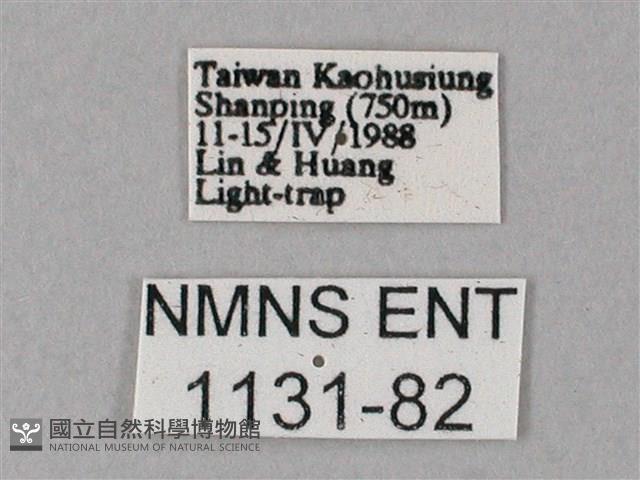 Taiwan Kaohusiung
Shanping (750m)
11-15/IV/1988
Lin & Huang
Light-trap
NMNS ENT
1131-82
國立自然科學博物館
NATIONAL MUSEUM OF NATURAL SCIENCE